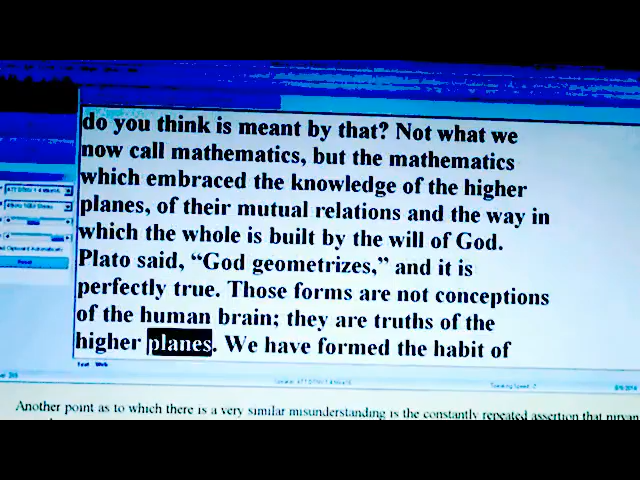 do you think is meant by that? Not what we
now call mathematics, but the mathematics
which embraced the knowledge of the higher
planes, of their mutual relations and the way in
which the whole is built by the will of God.
Plato said, “God geometrizes,” and it is
perfectly true. Those forms are not conceptions
of the human brain; they are truths of the
higher planes. We have formed the habit of
Text Web
Another point as to which there is a very similar misunderstanding is the constantly repeated assertion that nirvan